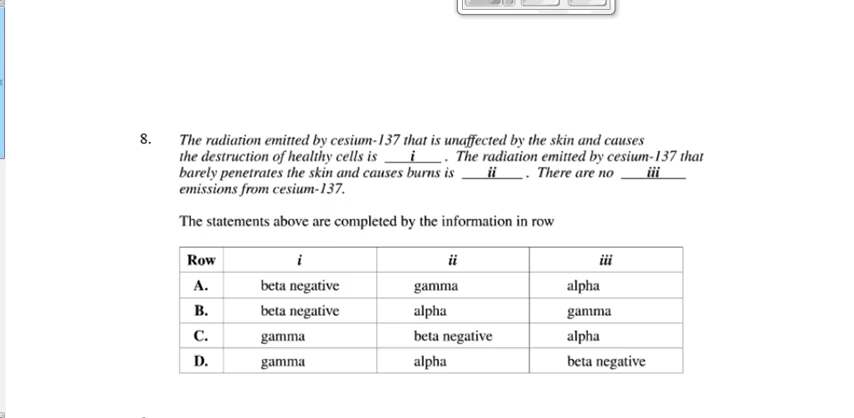 8. The radiation emitted by cesium-137 that is unaffected by the skin and causes
the destruction of healthy cells is ___i___. The radiation emitted by cesium-137 that
barely penetrates the skin and causes burns is ___ii___. There are no ___iii___
emissions from cesium-137.
The statements above are completed by the information in row
Row i ii iii
A. beta negative gamma alpha
B. beta negative alpha gamma
C. gamma beta negative alpha
D. gamma alpha beta negative